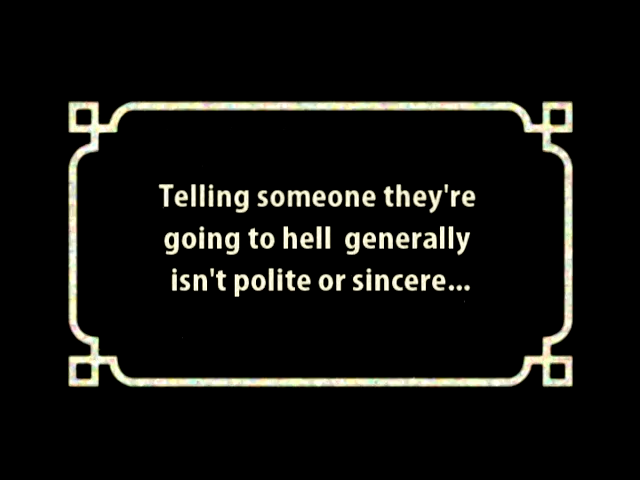 Telling someone they're
going to hell  generally
isn't polite or sincere...